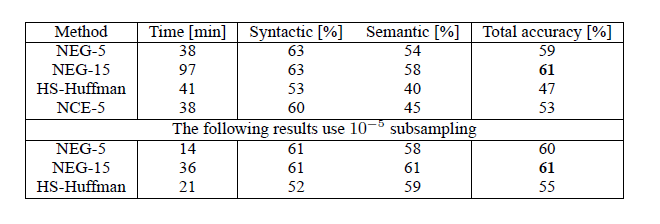 Method Time [min] Syntactic [%] Semantic [%] Total accuracy [%]
NEG-5 38 63 54 59
NEG-15 97 63 58 61
HS-Huffman 41 53 40 47
NCE-5 38 60 45 53
The following results use 10⁻⁵ subsampling
NEG-5 14 61 58 60
NEG-15 36 61 61 61
HS-Huffman 21 52 59 55